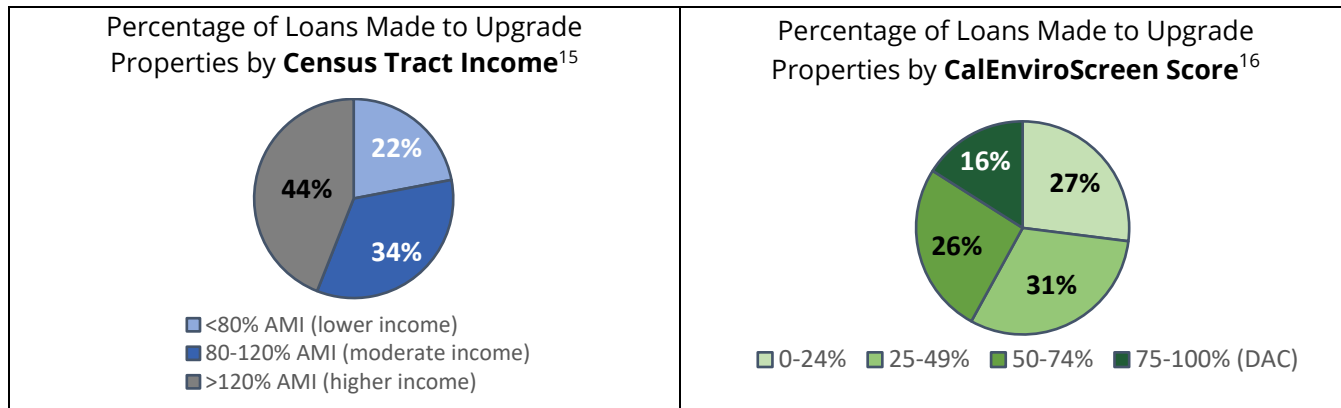 Percentage of Loans Made to Upgrade
Properties by Census Tract Income15
22%
44%
34%
<80% AMI (lower income)
80-120% AMI (moderate income)
>120% AMI (higher income)
Percentage of Loans Made to Upgrade
Properties by CalEnviroScreen Score16
16%
27%
26%
31%
0-24% 25-49% 50-74% 75-100% (DAC)